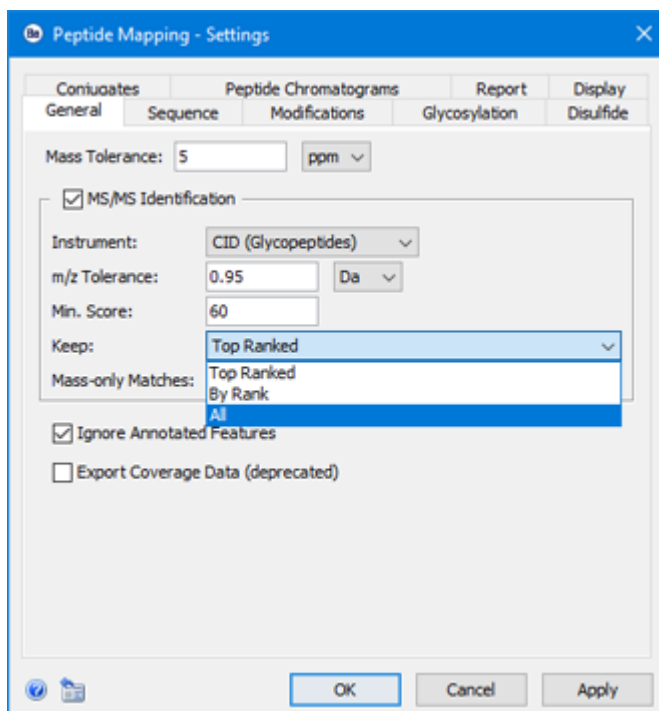 Be Peptide Mapping - Settings
Conjugates Peptide Chromatograms Report Display
General Sequence Modifications Glycosylation Disulfide
Mass Tolerance: 5 ppm
MS/MS Identification
Instrument: CID (Glycopeptides)
m/z Tolerance: 0.95 Da
Min. Score: 60
Keep: Top Ranked
Top Ranked
By Rank
Mass-only Matches:
All
Ignore Annotated Features
Export Coverage Data (deprecated)
OK Cancel Apply